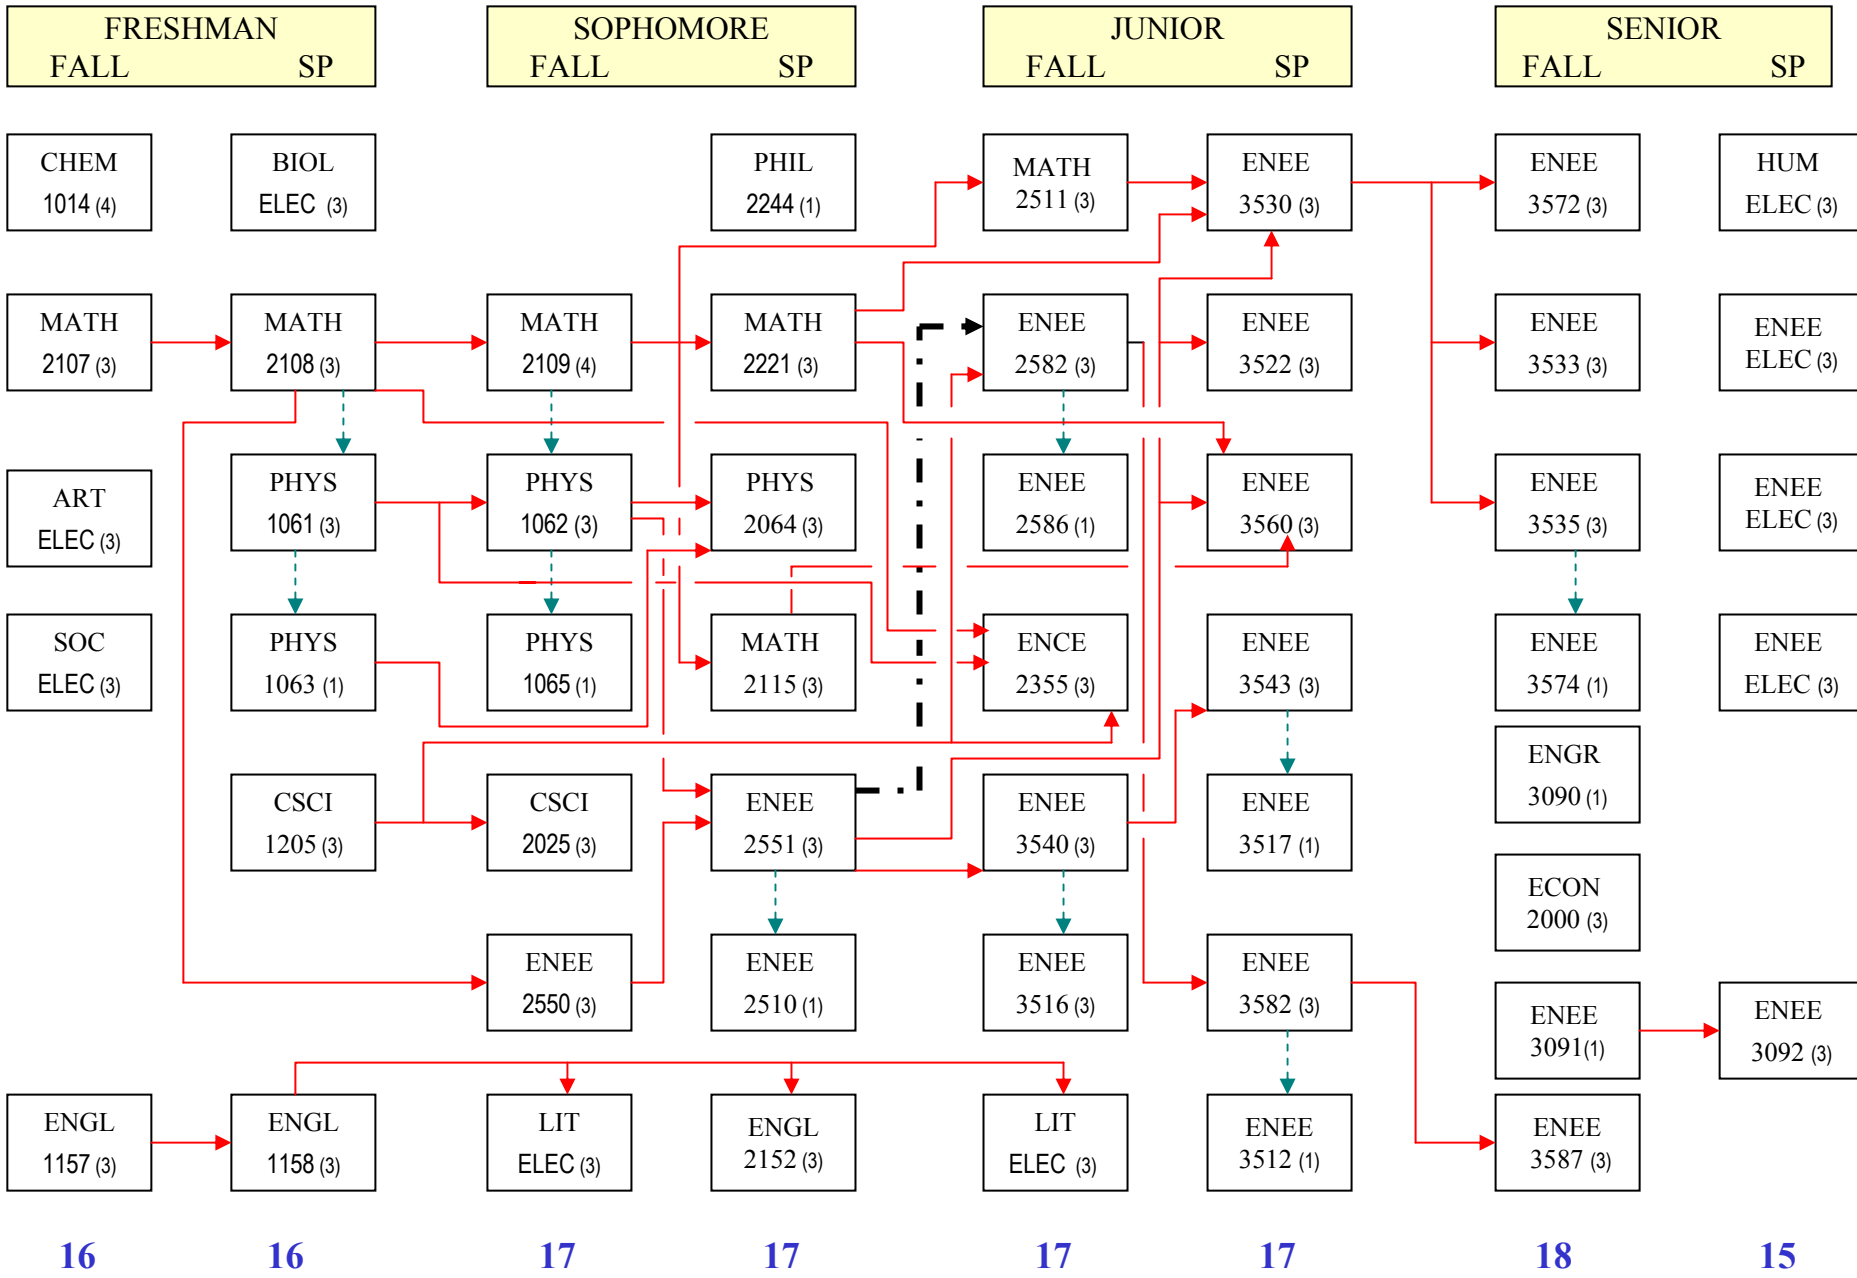 FRESHMAN
FALL SP
SOPHOMORE
FALL SP
JUNIOR
FALL SP
SENIOR
FALL SP
CHEM
1014 (4)
BIOL
ELEC (3)
PHIL
2244 (1)
MATH
2511 (3)
ENEE
3530 (3)
ENEE
3572 (3)
HUM
ELEC (3)
MATH
2107 (3)
MATH
2108 (3)
MATH
2109 (4)
MATH
2221 (3)
ENEE
2582 (3)
ENEE
3522 (3)
ENEE
3533 (3)
ENEE
ELEC (3)
ART
ELEC (3)
PHYS
1061 (3)
PHYS
1062 (3)
PHYS
2064 (3)
ENEE
2586 (1)
ENEE
3560 (3)
ENEE
3535 (3)
ENEE
ELEC (3)
SOC
ELEC (3)
PHYS
1063 (1)
PHYS
1065 (1)
MATH
2115 (3)
ENCE
2355 (3)
ENEE
3543 (3)
ENEE
3574 (1)
ENEE
ELEC (3)
ENGR
3090 (1)
CSCI
1205 (3)
CSCI
2025 (3)
ENEE
2551 (3)
ENEE
3540 (3)
ENEE
3517 (1)
ECON
2000 (3)
ENEE
2550 (3)
ENEE
2510 (1)
ENEE
3516 (3)
ENEE
3582 (3)
ENEE
3091(1)
ENEE
3092 (3)
ENGL
1157 (3)
ENGL
1158 (3)
LIT
ELEC (3)
ENGL
2152 (3)
LIT
ELEC (3)
ENEE
3512 (1)
ENEE
3587 (3)
16 16 17 17 17 17 18 15